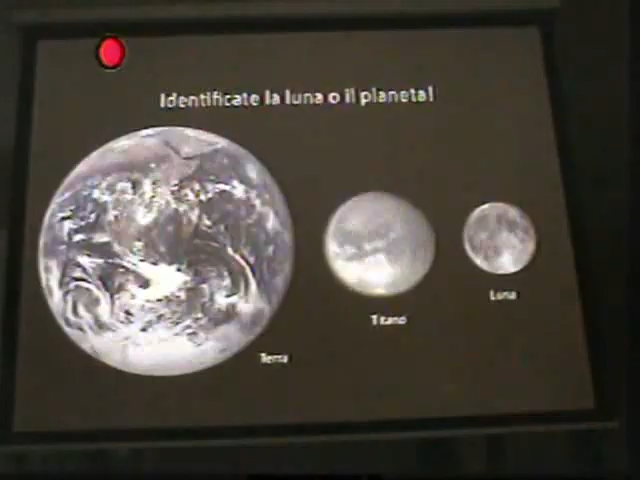 Identificate la luna o il pianeta!
Terra
Titano
Luna